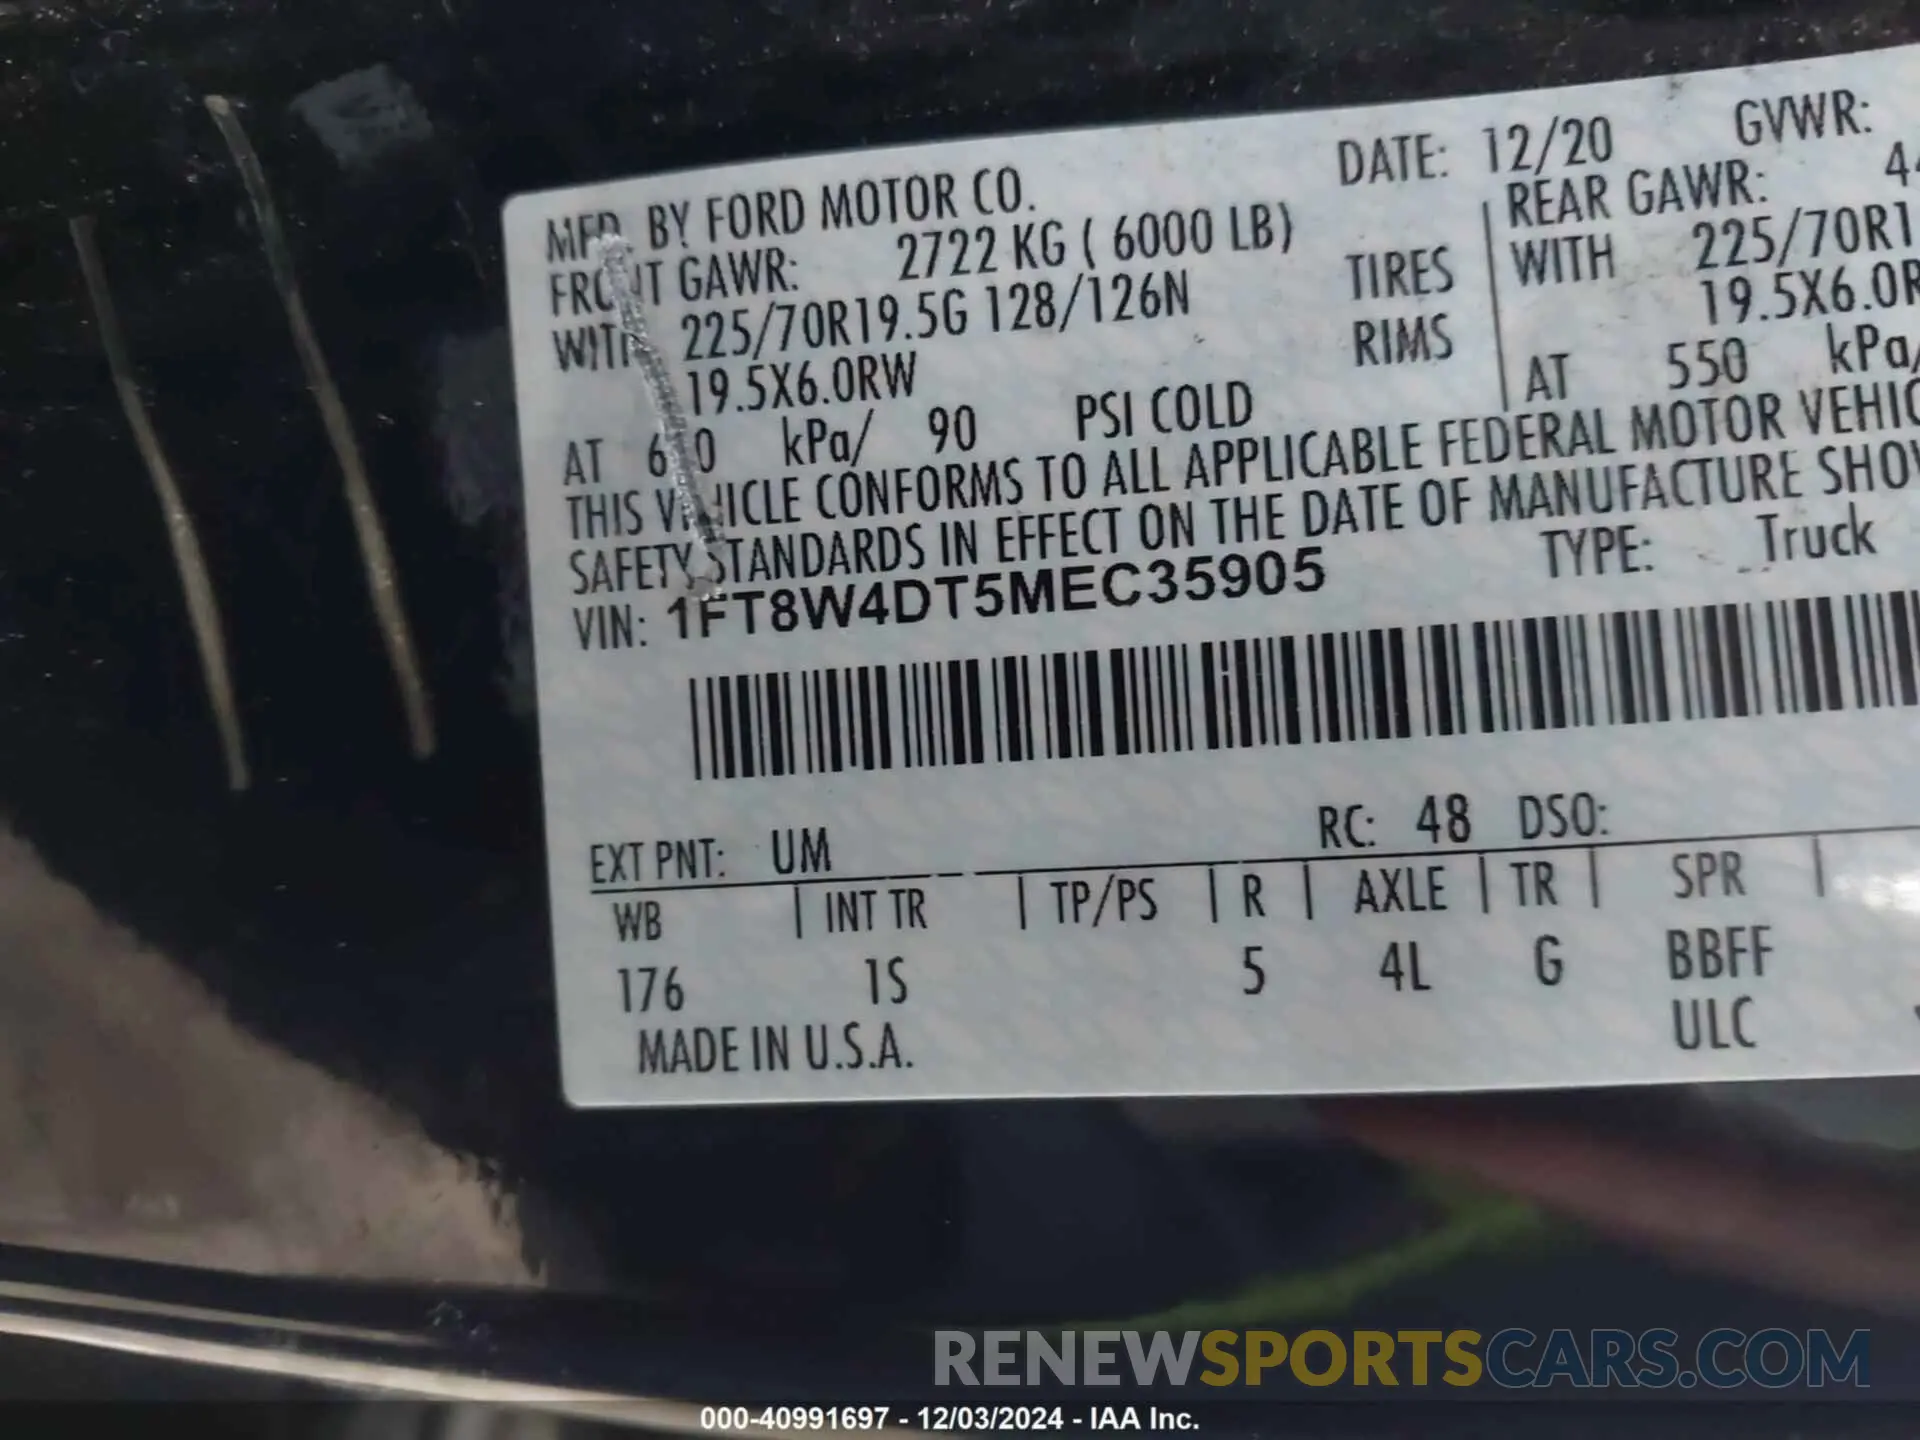 MFD. BY FORD MOTOR CO. DATE: 12/20 GVWR:
FRONT GAWR: 2722 KG ( 6000 LB) REAR GAWR:
WITH 225/70R19.5G 128/126N TIRES WITH 225/70R1
19.5X6.0RW RIMS 19.5X6.0R
AT 6 0 kPa/ 90 PSI COLD AT 550 kPa/
THIS VEHICLE CONFORMS TO ALL APPLICABLE FEDERAL MOTOR VEHIC
SAFETY STANDARDS IN EFFECT ON THE DATE OF MANUFACTURE SHO
VIN: 1FT8W4DT5MEC35905 TYPE: Truck
EXT PNT: UM RC: 48 DSO:
WB | INT TR | TP/PS | R | AXLE | TR | SPR |
176 1S 5 4L G BBFF
MADE IN U.S.A. ULC
RENEWSPORTSCARS.COM
000-40991697 - 12/03/2024 - IAA Inc.